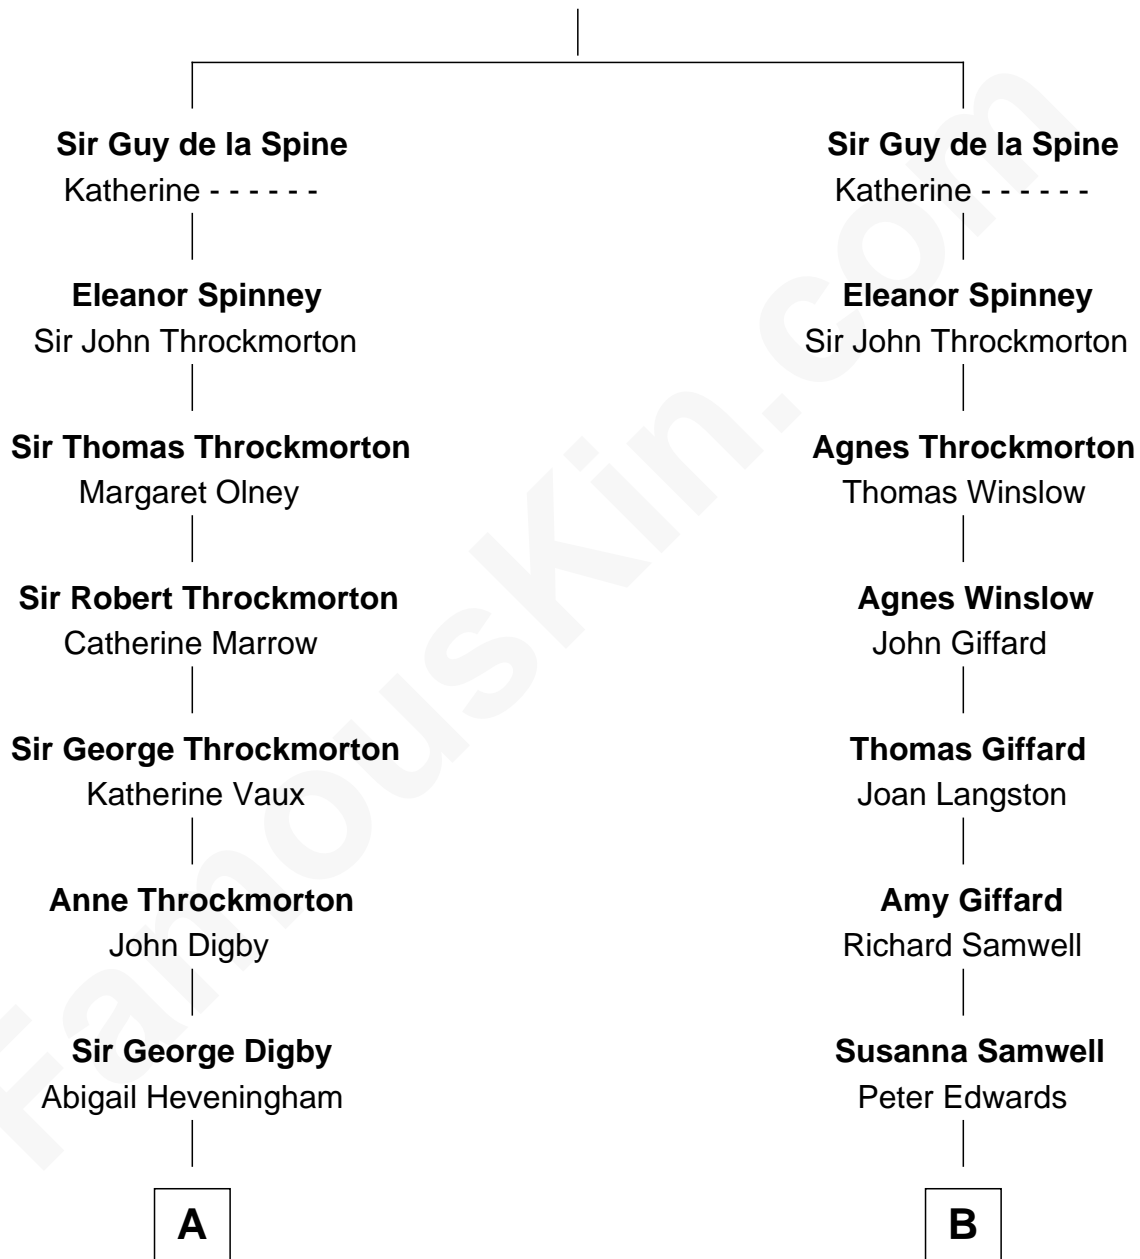 Sir Guy de la Spine
Katherine - - - - - -
Eleanor Spinney
Sir John Throckmorton
Sir Thomas Throckmorton
Margaret Olney
Sir Robert Throckmorton
Catherine Marrow
Sir George Throckmorton
Katherine Vaux
Anne Throckmorton
John Digby
Sir George Digby
Abigail Heveningham
A
Sir Guy de la Spine
Katherine - - - - - -
Eleanor Spinney
Sir John Throckmorton
Agnes Throckmorton
Thomas Winslow
Agnes Winslow
John Giffard
Thomas Giffard
Joan Langston
Amy Giffard
Richard Samwell
Susanna Samwell
Peter Edwards
B
FamousKin.com